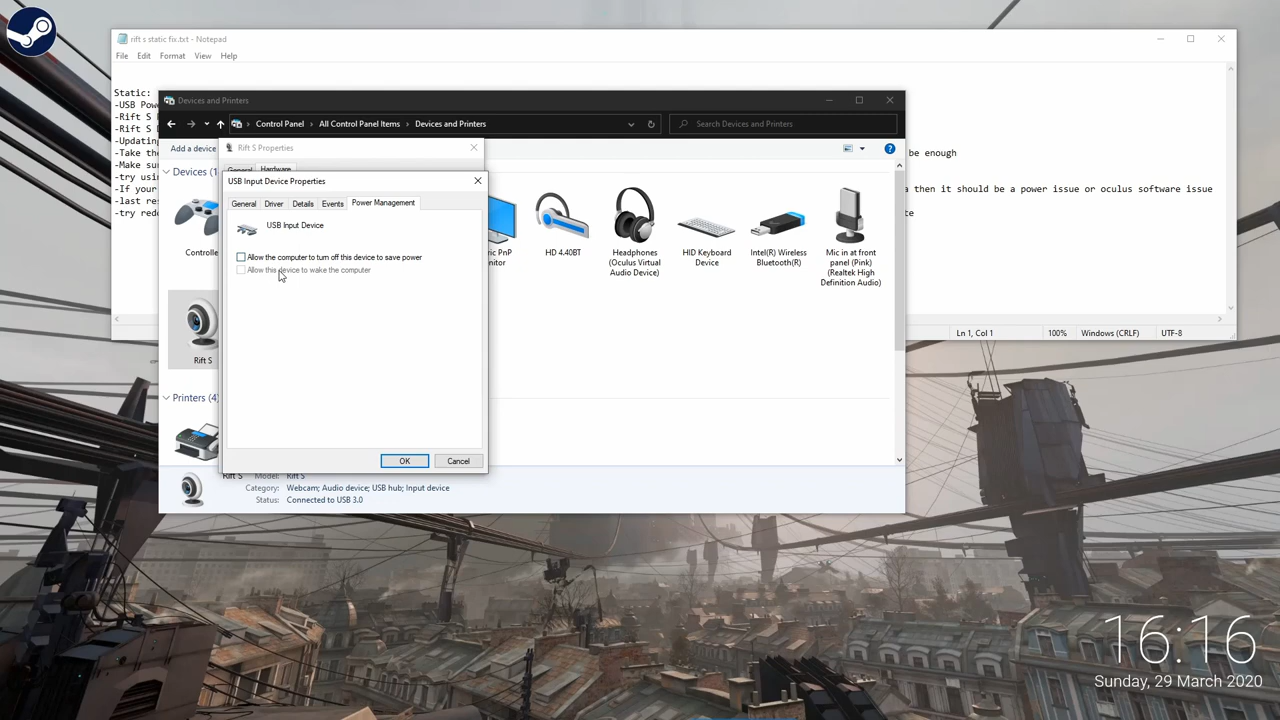 rift s static fix.txt - Notepad
File Edit Format View Help
Static:
-USB Pow
-Rift S
-Rift S
-Updatin
-Take th
be enough
-Make su
-try usin
-If your
a then it should be a power issue or oculus software issue
-last res
-try redo
te
Devices and Printers
Control Panel > All Control Panel Items > Devices and Printers
Search Devices and Printers
Add a device
Devices (1
Controlle
Rift S
ric PnP
nitor
HD 4.40BT
Headphones
(Oculus Virtual
Audio Device)
HID Keyboard
Device
Intel(R) Wireless
Bluetooth(R)
Mic in at front
panel (Pink)
(Realtek High
Definition Audio)
Printers (4)
Rift S Model: Rift S
Category: Webcam; Audio device; USB hub; Input device
Status: Connected to USB 3.0
Rift S Properties
General Hardware
USB Input Device Properties
General Driver Details Events Power Management
USB Input Device
Allow the computer to turn off this device to save power
Allow this device to wake the computer
OK Cancel
Ln 1, Col 1 100% Windows (CRLF) UTF-8
16:16
Sunday, 29 March 2020